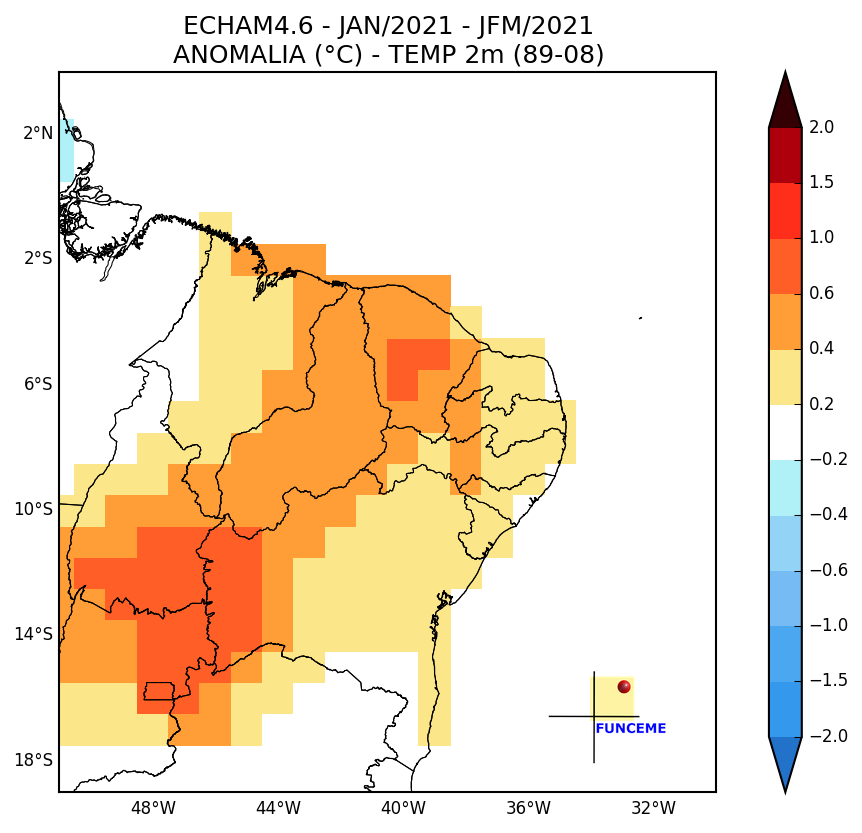 ECHAM4.6 - JAN/2021 - JFM/2021
ANOMALIA (°C) - TEMP 2m (89-08)
2°N
2°S
6°S
10°S
14°S
18°S
48°W 44°W 40°W 36°W 32°W
2.0
1.5
1.0
0.6
0.4
0.2
−0.2
−0.4
−0.6
−1.0
−1.5
−2.0
FUNCEME